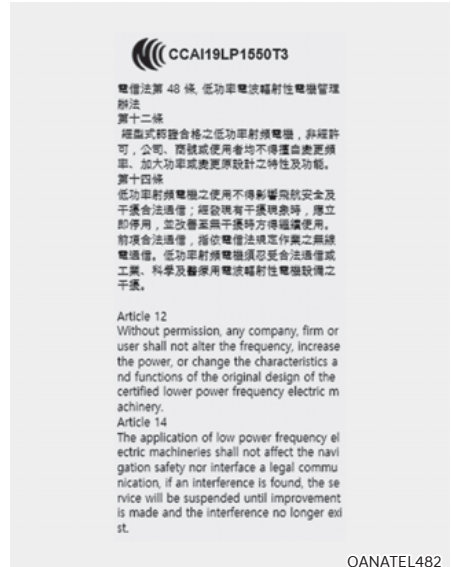 CCAI19LP1550T3
電信法第 48 條, 低功率電波輻射性電機管理
辦法
第十二條
經型式認證合格之低功率射頻電機，非經許
可，公司、商號或使用者均不得擅自變更頻
率、加大功率或變更原設計之特性及功能。
第十四條
低功率射頻電機之使用不得影響飛航安全及
干擾合法通信；經發現有干擾現象時，應立
即停用，並改善至無干擾時方得繼續使用。
前項合法通信，指依電信法規定作業之無線
電通信。低功率射頻電機須忍受合法通信或
工業、科學及醫療用電波輻射性電機設備之
干擾。
Article 12
Without permission, any company, firm or
user shall not alter the frequency, increase
the power, or change the characteristics a
nd functions of the original design of the
certified lower power frequency electric m
achinery.
Article 14
The application of low power frequency el
ectric machineries shall not affect the navi
gation safety nor interface a legal commu
nication, if an interference is found, the se
rvice will be suspended until improvement
is made and the interference no longer exi
st.
OANATEL482